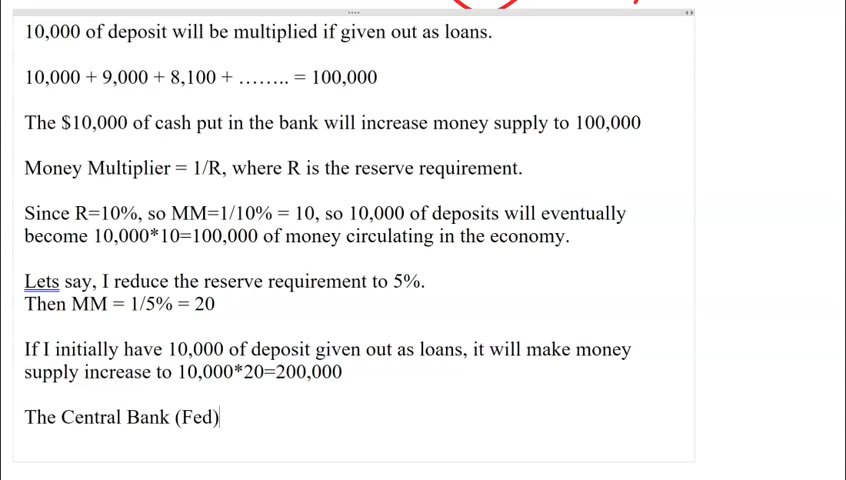 10,000 of deposit will be multiplied if given out as loans.
10,000 + 9,000 + 8,100 + …….. = 100,000
The $10,000 of cash put in the bank will increase money supply to 100,000
Money Multiplier = 1/R, where R is the reserve requirement.
Since R=10%, so MM=1/10% = 10, so 10,000 of deposits will eventually
become 10,000*10=100,000 of money circulating in the economy.
Lets say, I reduce the reserve requirement to 5%.
Then MM = 1/5% = 20
If I initially have 10,000 of deposit given out as loans, it will make money
supply increase to 10,000*20=200,000
The Central Bank (Fed)